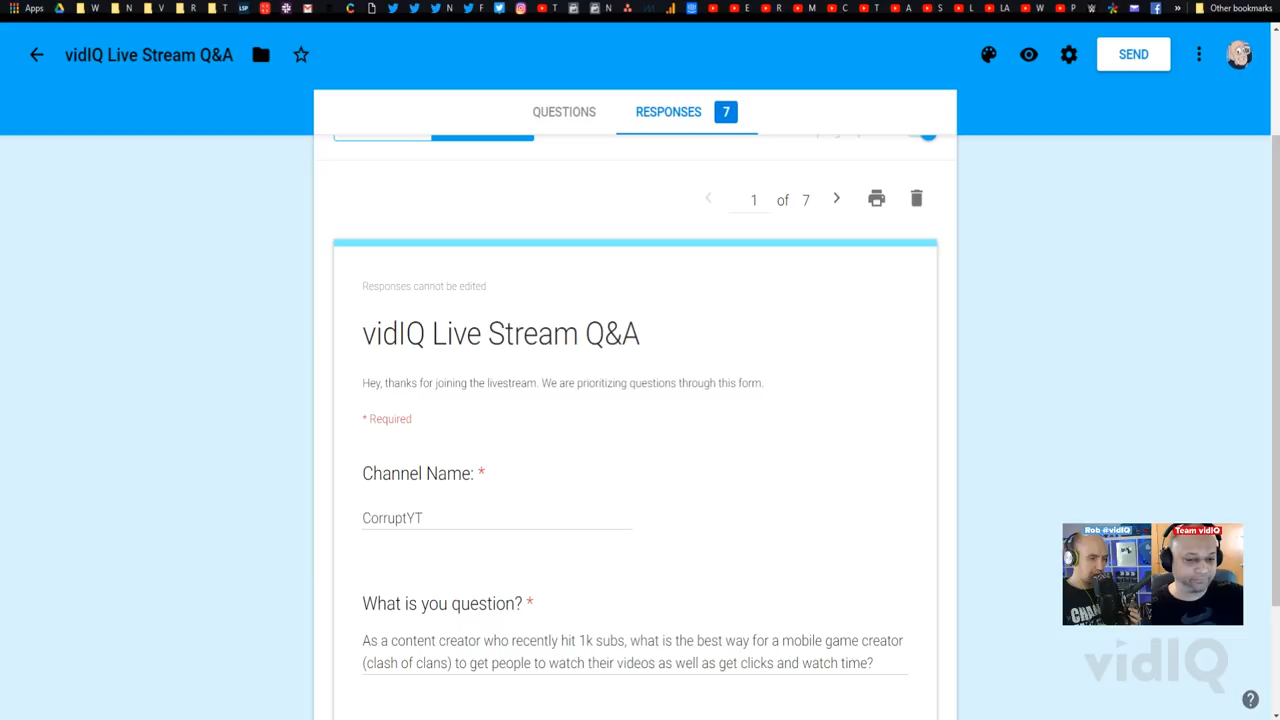 Apps W N V R T LSP N F T N T E R M C T A S L LA W P » Other bookmarks
vidIQ Live Stream Q&A
SEND
QUESTIONS RESPONSES 7
1 of 7
Responses cannot be edited
vidIQ Live Stream Q&A
Hey, thanks for joining the livestream. We are prioritizing questions through this form.
* Required
Channel Name: *
CorruptYT
What is you question? *
As a content creator who recently hit 1k subs, what is the best way for a mobile game creator
(clash of clans) to get people to watch their videos as well as get clicks and watch time?
Rob @vidIQ Team vidIQ
vidIQ